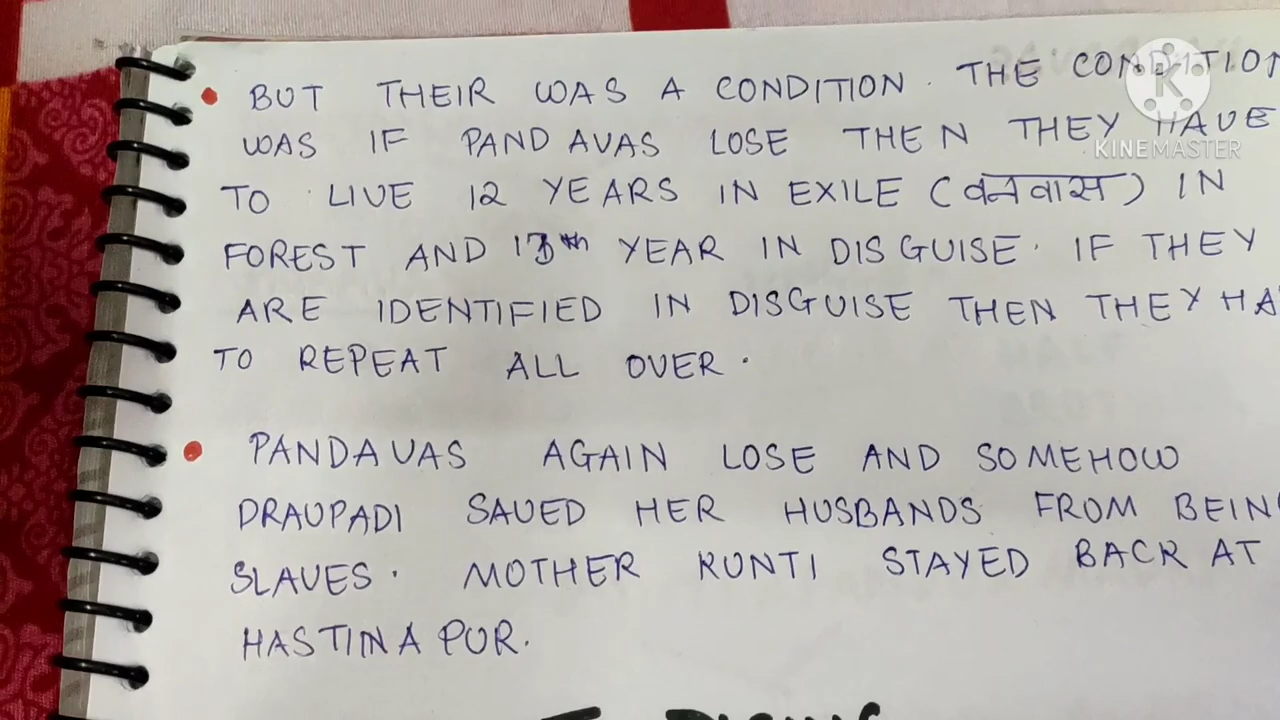 BUT THEIR WAS A CONDITION. THE CONDITION
WAS IF PANDAVAS LOSE THEN THEY HAVE
TO LIVE 12 YEARS IN EXILE (वनवास) IN
FOREST AND 13th YEAR IN DISGUISE. IF THEY
ARE IDENTIFIED IN DISGUISE THEN THEY HA
TO REPEAT ALL OVER.
PANDAVAS AGAIN LOSE AND SOMEHOW
DRAUPADI SAVED HER HUSBANDS FROM BEIN
SLAVES. MOTHER KUNTI STAYED BACK AT
HASTINAPUR.
KINEMASTER